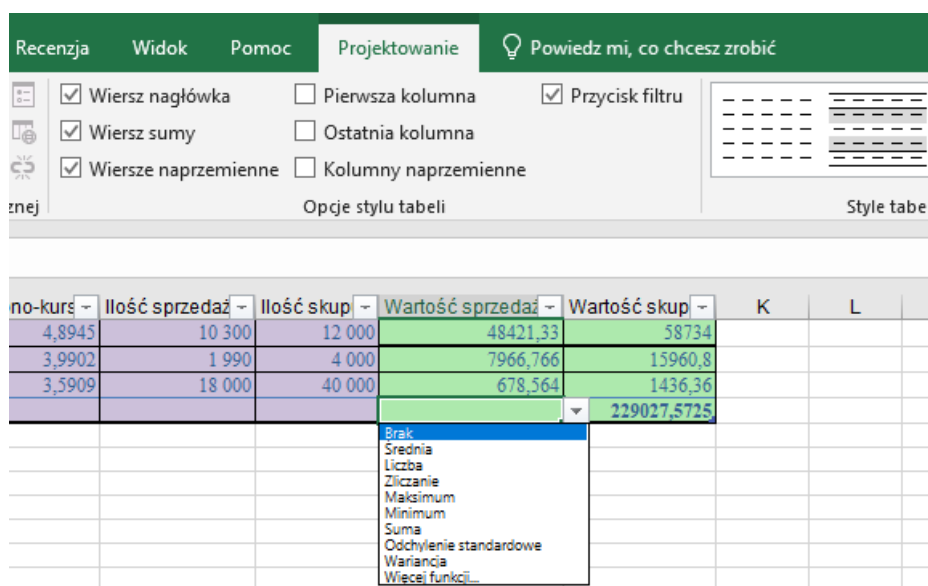 Recenzja Widok Pomoc Projektowanie Powiedz mi, co chcesz zrobić
Wiersz nagłówka Pierwsza kolumna Przycisk filtru
Wiersz sumy Ostatnia kolumna
Wiersze naprzemienne Kolumny naprzemienne
znej Opcje stylu tabeli Style tabe
no-kurs Ilość sprzedaż Ilość skup Wartość sprzedaż Wartość skup K L
4,8945 10 300 12 000 48421,33 58734
3,9902 1 990 4 000 7966,766 15960,8
3,5909 18 000 40 000 678,564 1436,36
229027,5725
Brak
Średnia
Liczba
Zliczanie
Maksimum
Minimum
Suma
Odchylenie standardowe
Wariancja
Więcej funkcji...